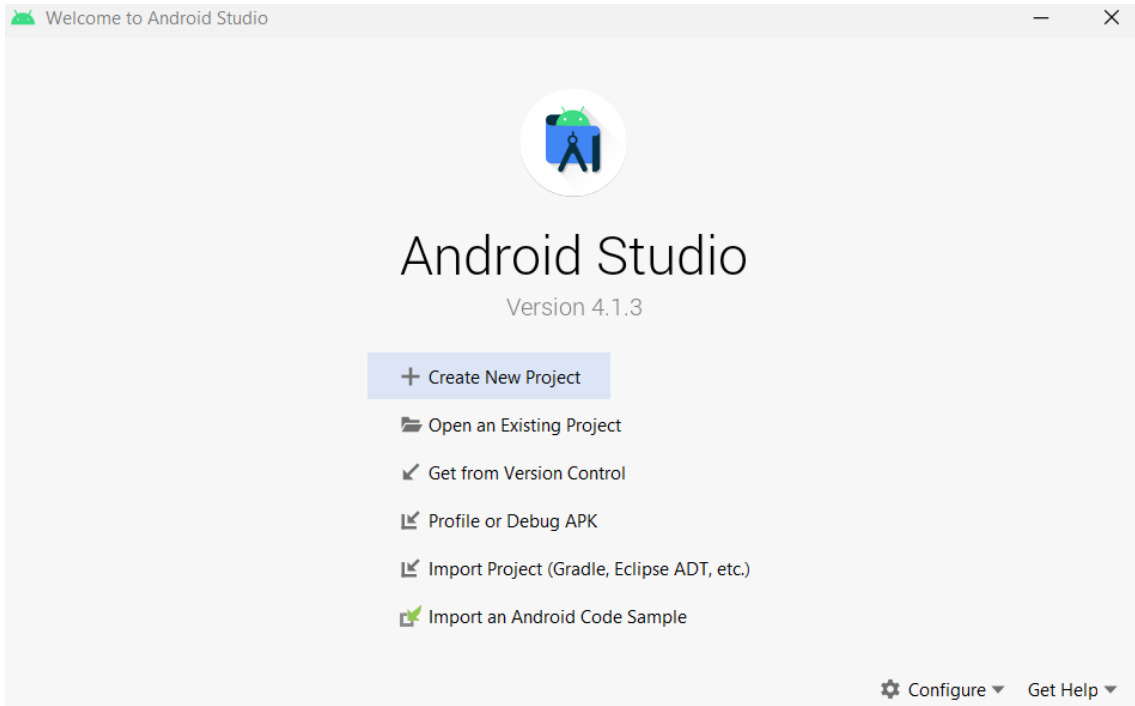 Welcome to Android Studio
Android Studio
Version 4.1.3
Create New Project
Open an Existing Project
Get from Version Control
Profile or Debug APK
Import Project (Gradle, Eclipse ADT, etc.)
Import an Android Code Sample
Configure Get Help